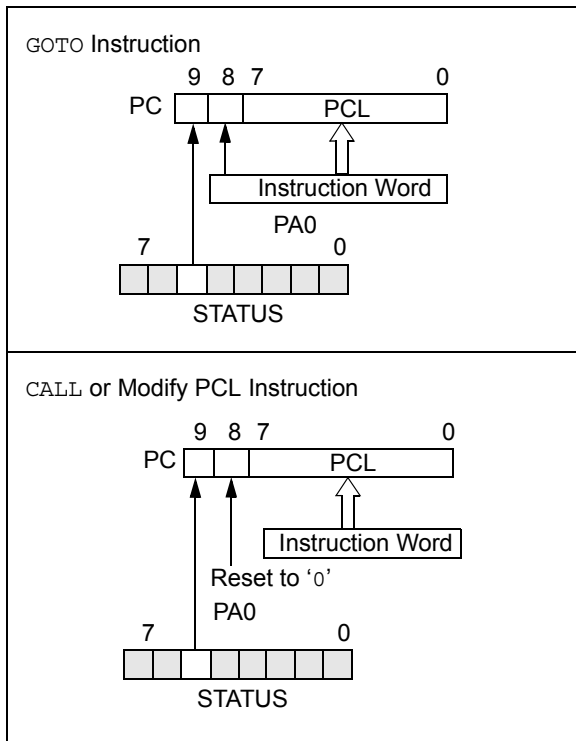 GOTO Instruction
9 8 7 0
PC PCL
Instruction Word
PA0
7 0
STATUS
CALL or Modify PCL Instruction
9 8 7 0
PC PCL
Instruction Word
Reset to ‘0’
PA0
7 0
STATUS